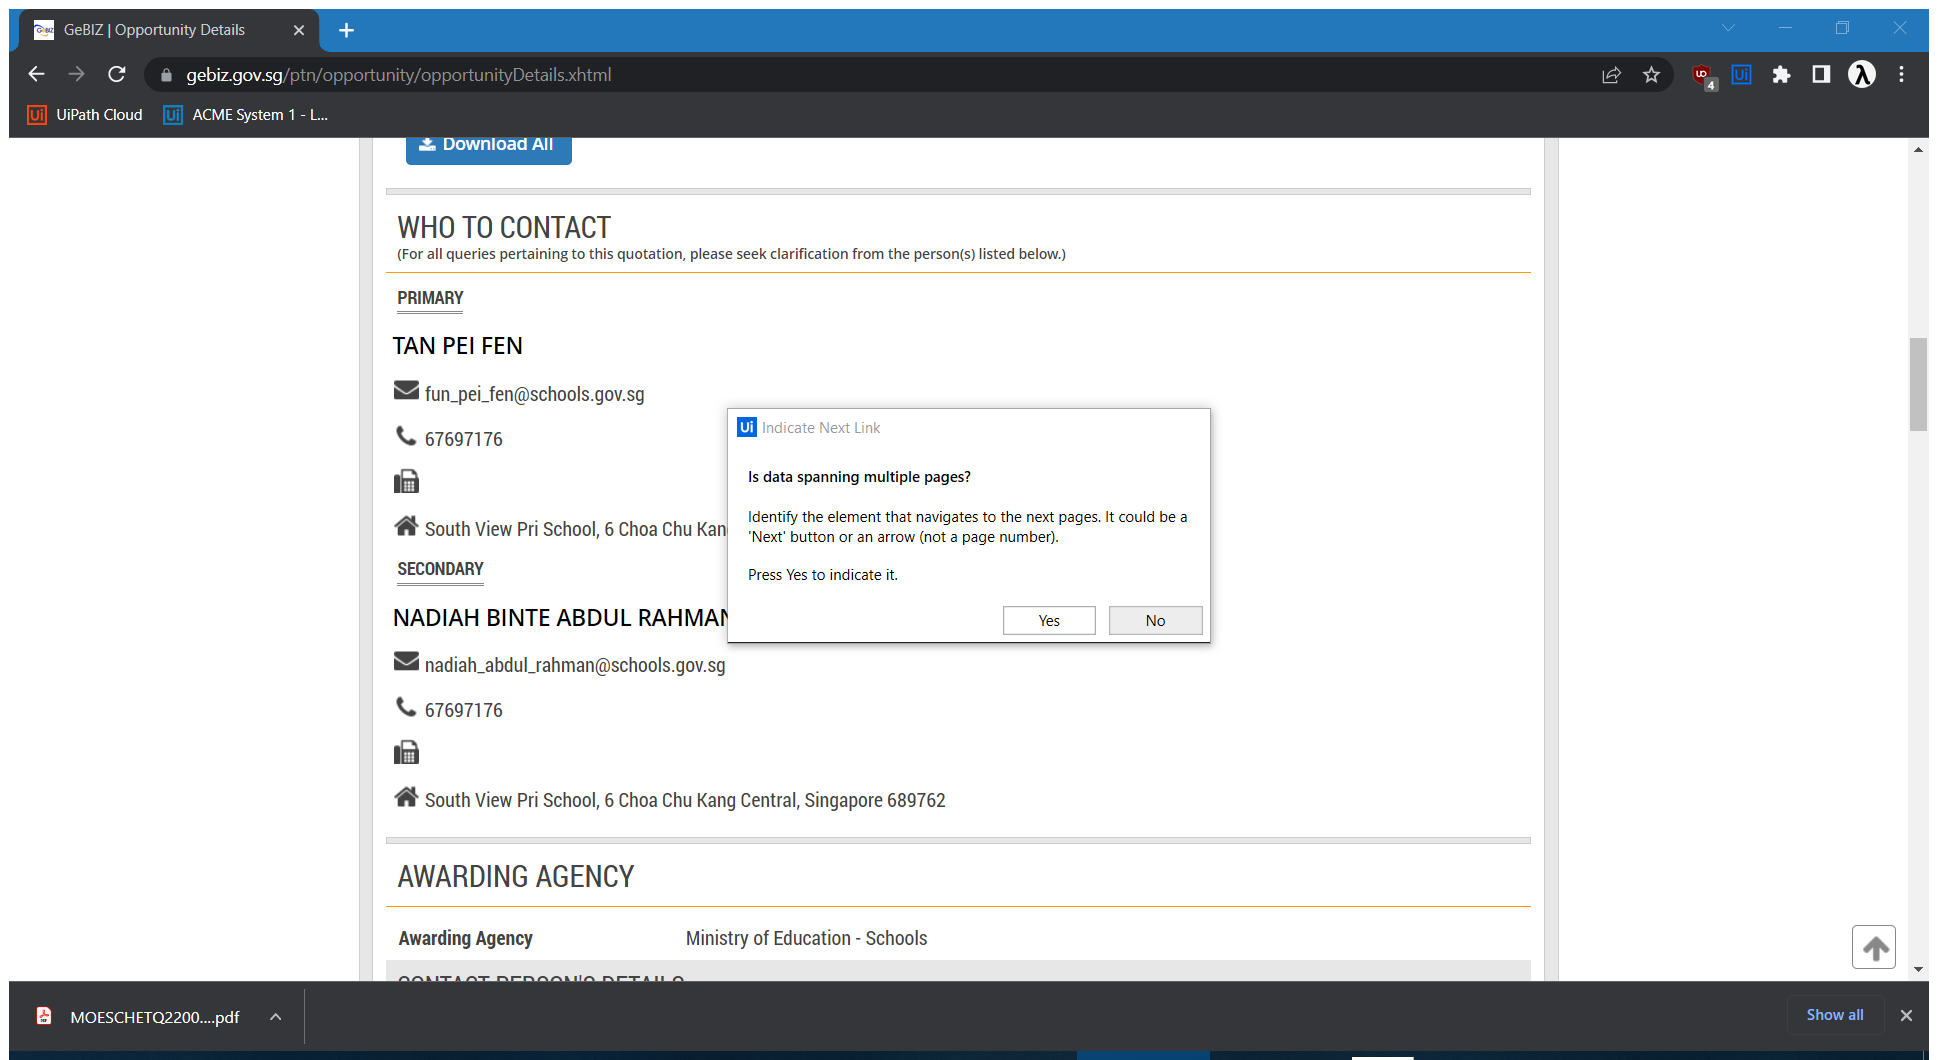 GeBIZ | Opportunity Details
gebiz.gov.sg/ptn/opportunity/opportunityDetails.xhtml
4
Ui
UiPath Cloud
ACME System 1 - L...
Download All
WHO TO CONTACT
(For all queries pertaining to this quotation, please seek clarification from the person(s) listed below.)
PRIMARY
TAN PEI FEN
fun_pei_fen@schools.gov.sg
67697176
South View Pri School, 6 Choa Chu Kan
SECONDARY
NADIAH BINTE ABDUL RAHMAN
nadiah_abdul_rahman@schools.gov.sg
67697176
South View Pri School, 6 Choa Chu Kang Central, Singapore 689762
Ui Indicate Next Link
Is data spanning multiple pages?
Identify the element that navigates to the next pages. It could be a
'Next' button or an arrow (not a page number).
Press Yes to indicate it.
Yes No
AWARDING AGENCY
Awarding Agency Ministry of Education - Schools
CONTACT PERSON'S DETAILS
MOESCHETQ2200....pdf
Show all